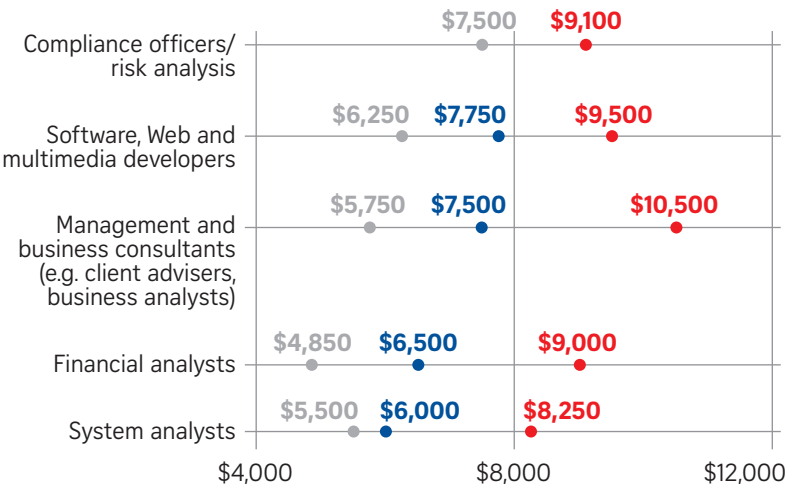 $7,500 $9,100
Compliance officers/
risk analysis
$6,250 $7,750 $9,500
Software, Web and
multimedia developers
$5,750 $7,500 $10,500
Management and
business consultants
(e.g. client advisers,
business analysts)
$4,850 $6,500 $9,000
Financial analysts
$5,500 $6,000 $8,250
System analysts
$4,000 $8,000 $12,000